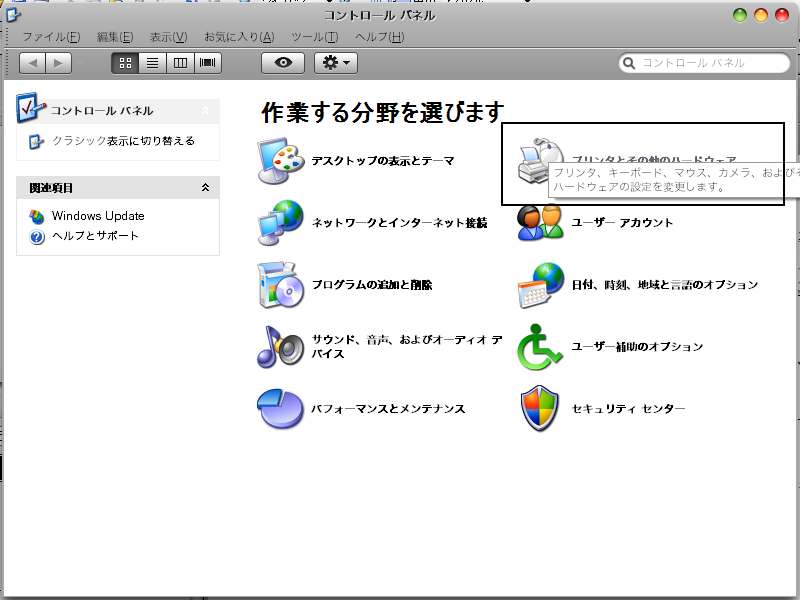 コントロール パネル
ファイル(F) 編集(E) 表示(V) お気に入り(A) ツール(T) ヘルプ(H)
コントロール パネル
コントロール パネル
クラシック表示に切り替える
関連項目
Windows Update
ヘルプとサポート
作業する分野を選びます
デスクトップの表示とテーマ
プリンタとその他のハードウェア
プリンタ、キーボード、マウス、カメラ、およびそ
ハードウェアの設定を変更します。
ネットワークとインターネット接続
ユーザー アカウント
プログラムの追加と削除
日付、時刻、地域と言語のオプション
サウンド、音声、およびオーディオ デ
バイス
ユーザー補助のオプション
パフォーマンスとメンテナンス
セキュリティ センター